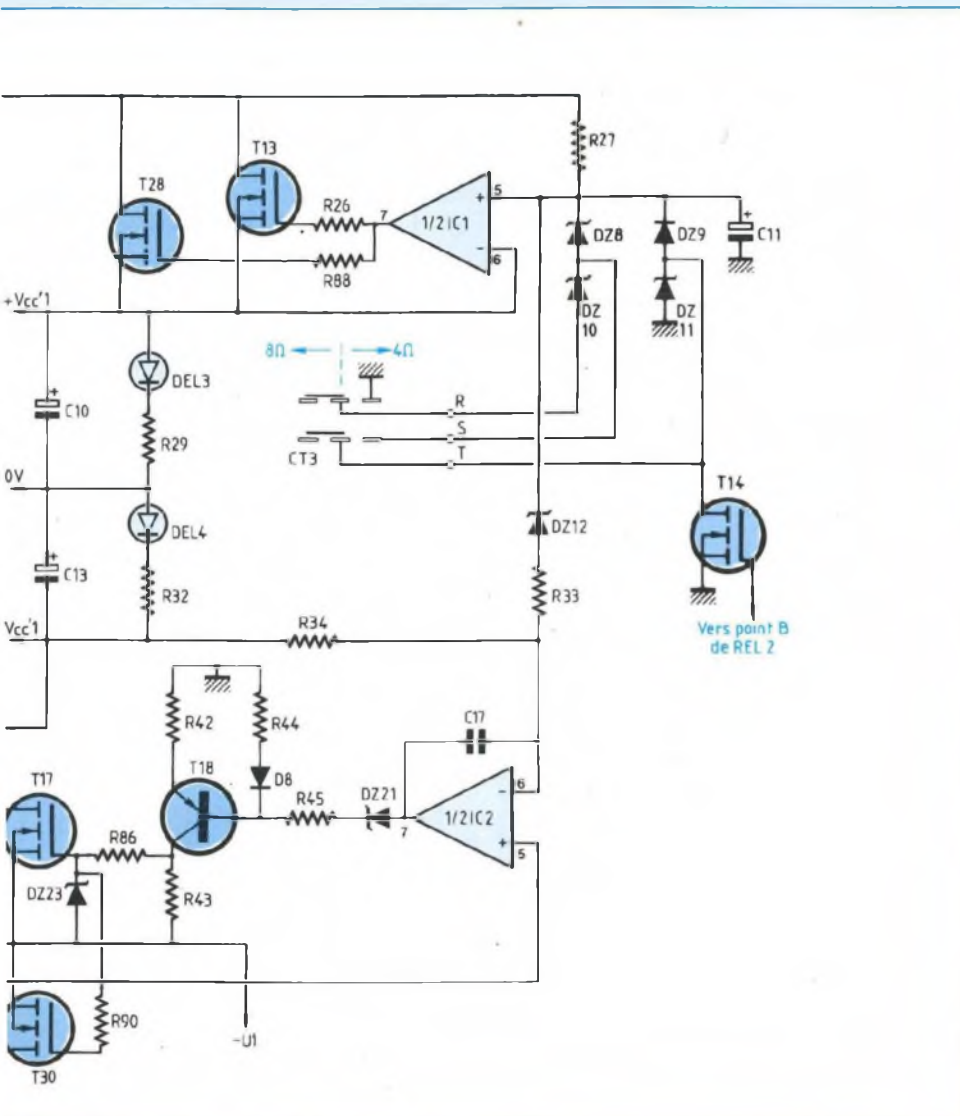 T13
R27
T28
R26
7
+
5
1/2 IC1
DZ8
DZ9
+
C11
-
6
R88
+Vcc'1
DZ
10
DZ
11
8Ω
4Ω
DEL3
+
C10
R
R29
S
CT3
T
0V
T14
DEL4
DZ12
+
C13
R32
R33
Vcc'1
R34
Vers point B
de REL 2
R42
R44
C17
T17
T18
D8
6
-
R45
DZ21
R86
7
1/2 IC2
+
5
DZ23
R43
R90
-U1
T30